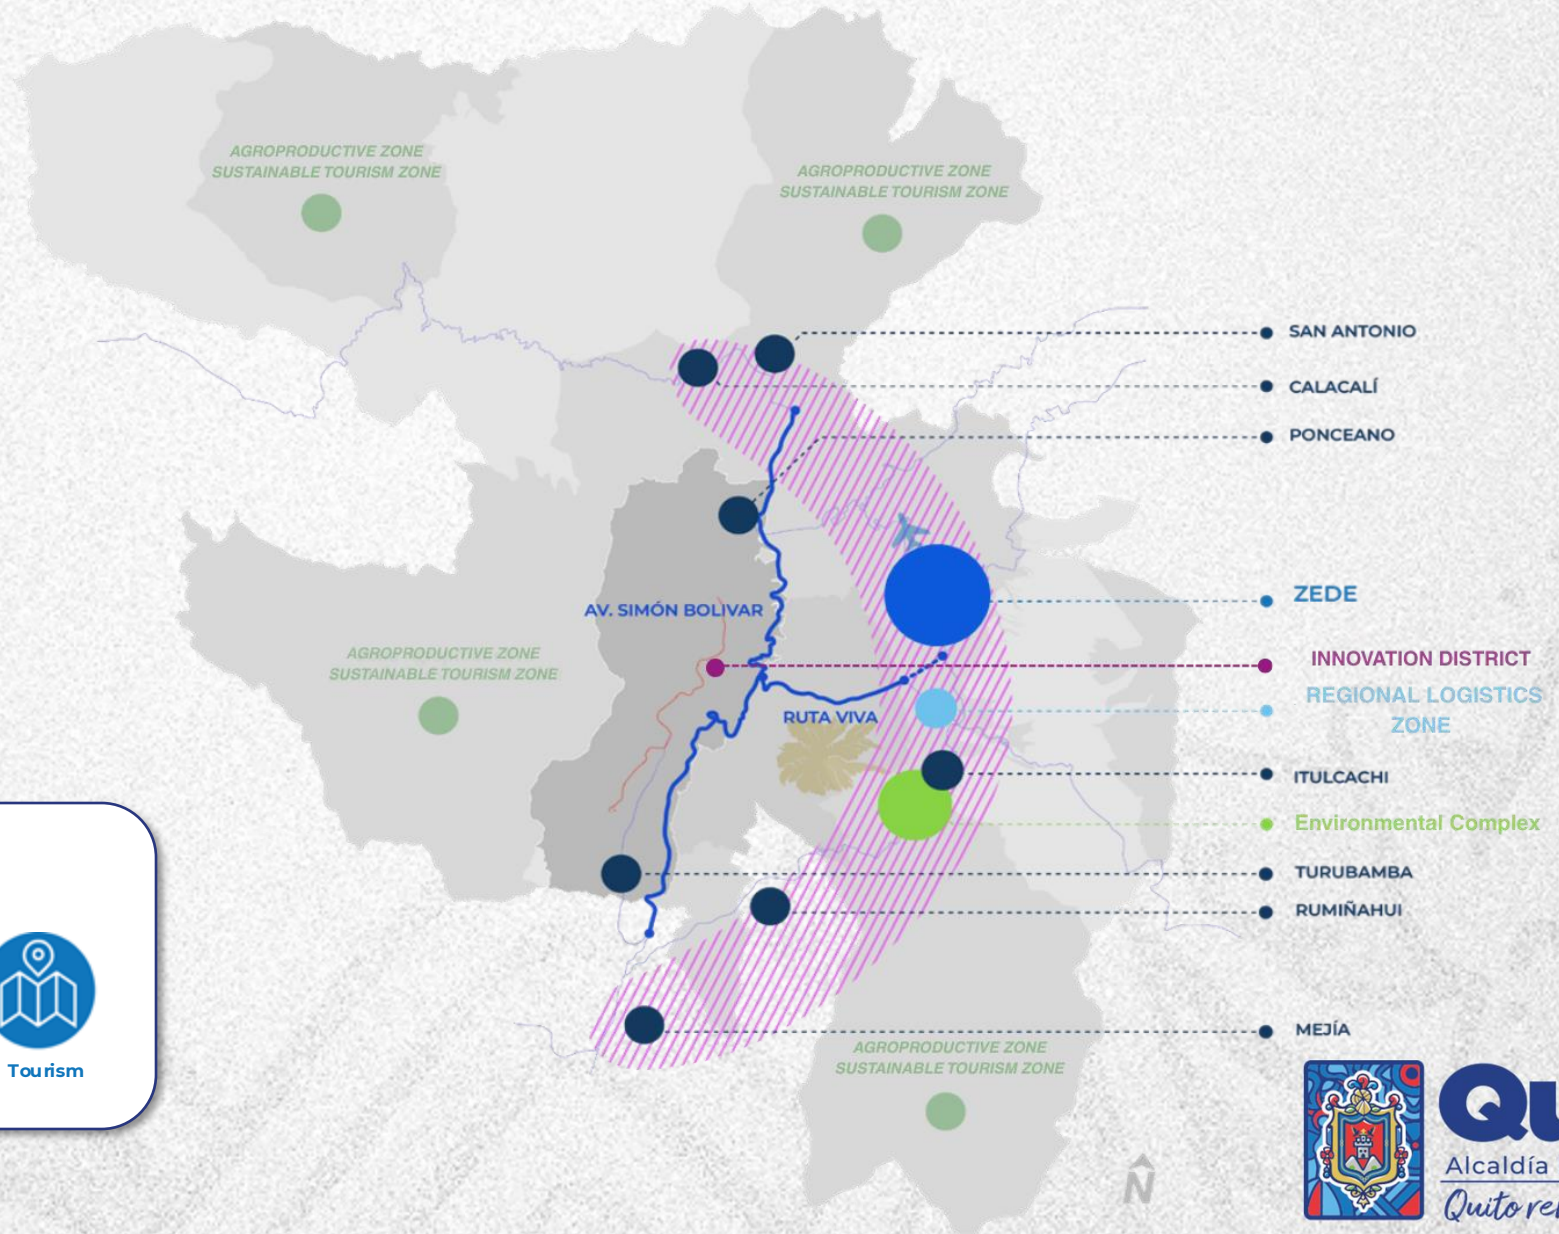 AGROPRODUCTIVE ZONE
SUSTAINABLE TOURISM ZONE
AGROPRODUCTIVE ZONE
SUSTAINABLE TOURISM ZONE
SAN ANTONIO
CALACALÍ
PONCEANO
ZEDE
AV. SIMÓN BOLIVAR
INNOVATION DISTRICT
AGROPRODUCTIVE ZONE
SUSTAINABLE TOURISM ZONE
REGIONAL LOGISTICS
ZONE
RUTA VIVA
ITULCACHI
Environmental Complex
TURUBAMBA
RUMIÑAHUI
MEJÍA
AGROPRODUCTIVE ZONE
SUSTAINABLE TOURISM ZONE
Tourism
N
Alcaldía
Quito